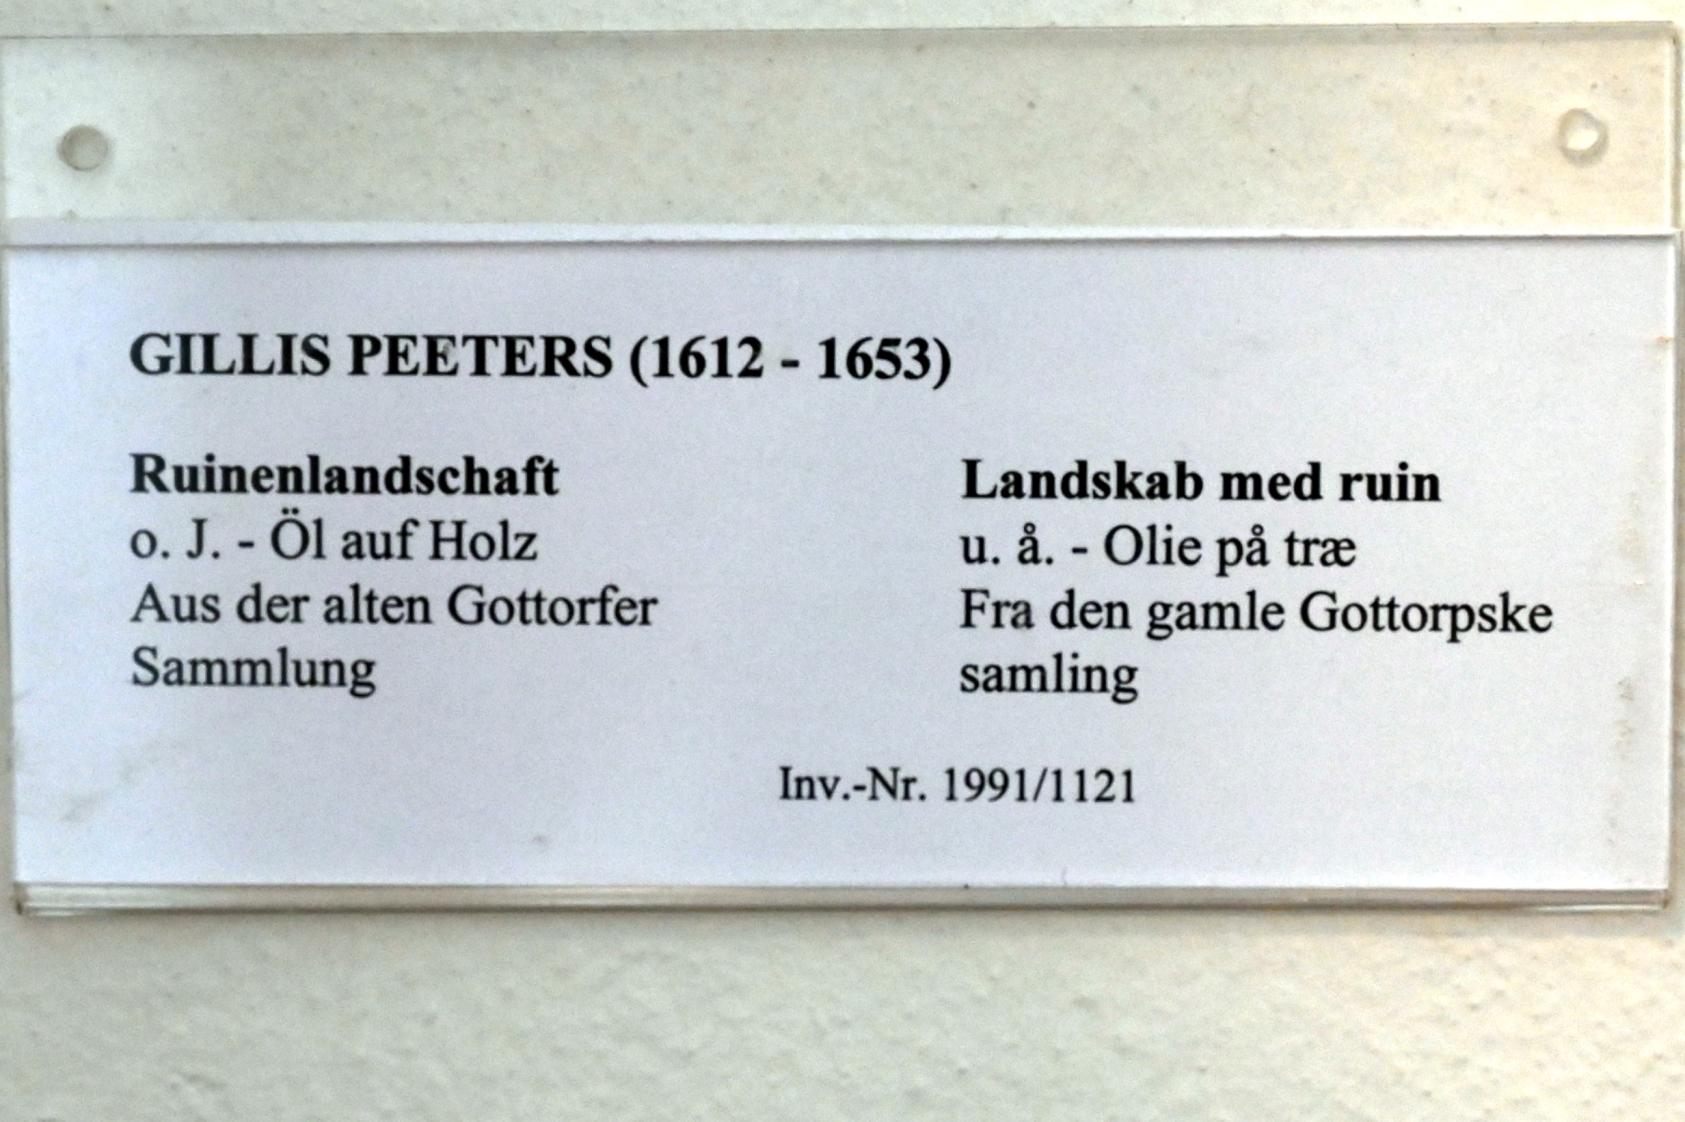 GILLIS PEETERS (1612 - 1653)
Ruinenlandschaft
o. J. - Öl auf Holz
Aus der alten Gottorfer
Sammlung
Landskab med ruin
u. å. - Olie på træ
Fra den gamle Gottorpske
samling
Inv.-Nr. 1991/1121